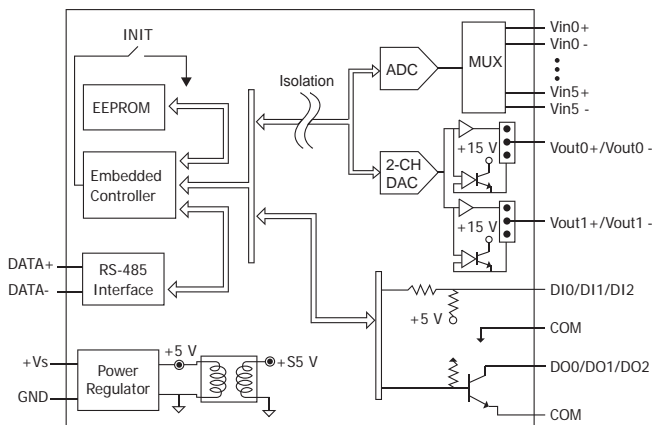 INIT
EEPROM
Embedded
Controller
DATA+
DATA-
RS-485
Interface
+Vs
GND
Power
Regulator
+5 V
+S5 V
Isolation
ADC
MUX
Vin0+
Vin0 -
Vin5+
Vin5 -
2-CH
DAC
+15 V
Vout0+/Vout0 -
+15 V
Vout1+/Vout1 -
DI0/DI1/DI2
+5 V
COM
DO0/DO1/DO2
COM